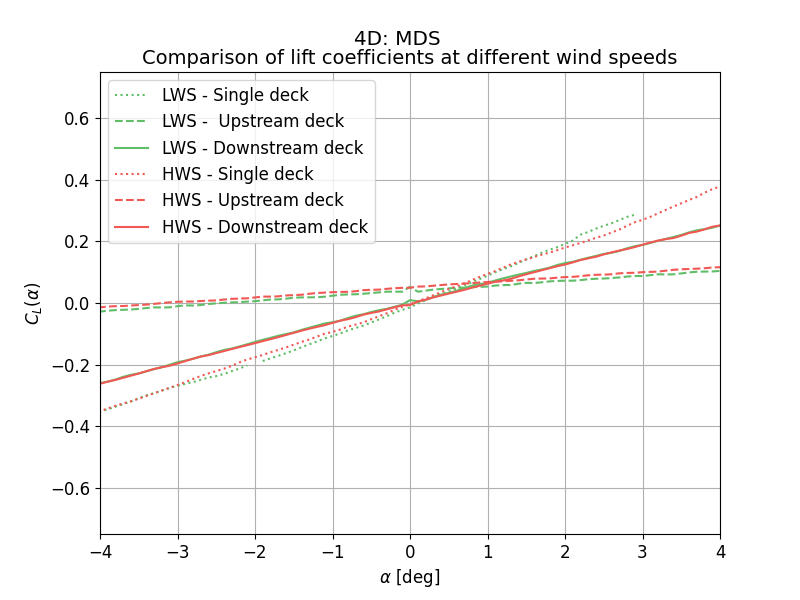 4D: MDS
Comparison of lift coefficients at different wind speeds
LWS - Single deck
LWS -  Upstream deck
LWS - Downstream deck
HWS - Single deck
HWS - Upstream deck
HWS - Downstream deck
0.6
0.4
0.2
0.0
−0.2
−0.4
−0.6
C_L(α)
−4 −3 −2 −1 0 1 2 3 4
α [deg]